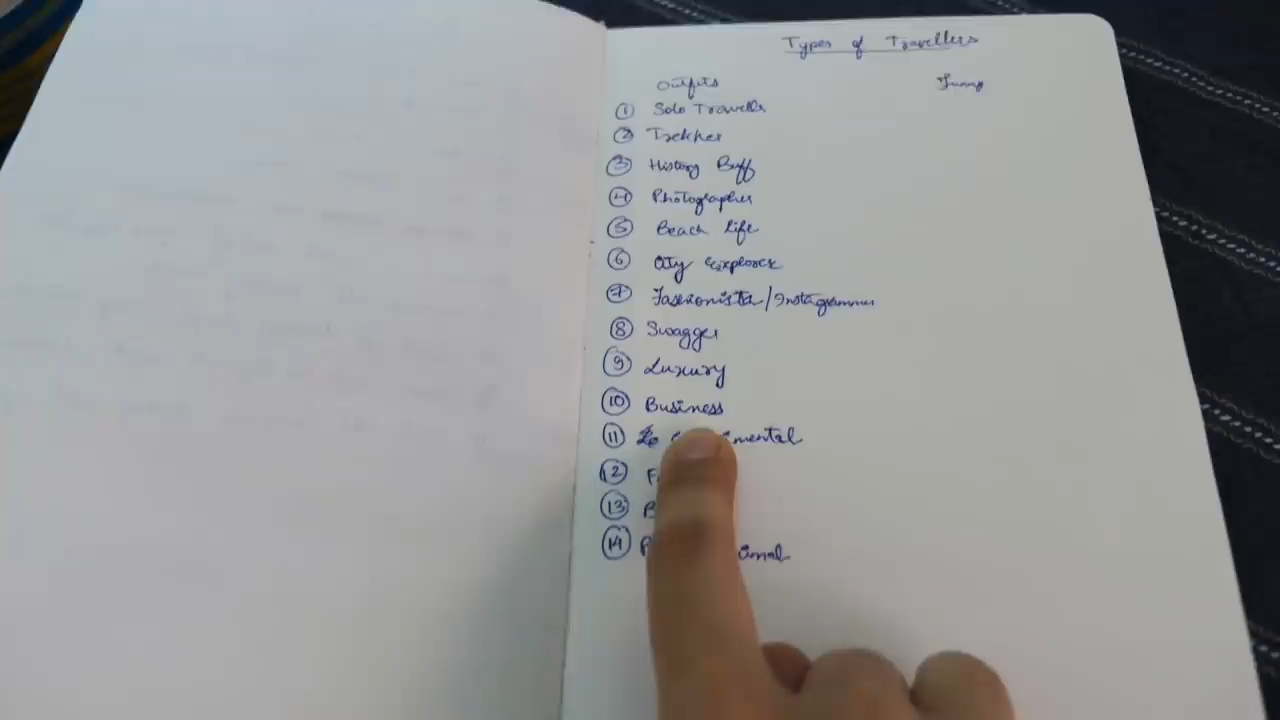 Types of Travellers
Outfits
Funny
① Solo Traveller
② Trekker
③ History Buff
④ Photographer
⑤ Beach life
⑥ City Explorer
⑦ Fashionista/Instagrammer
⑧ Swagger
⑨ Luxury
⑩ Business
⑪
⑫
⑬
⑭